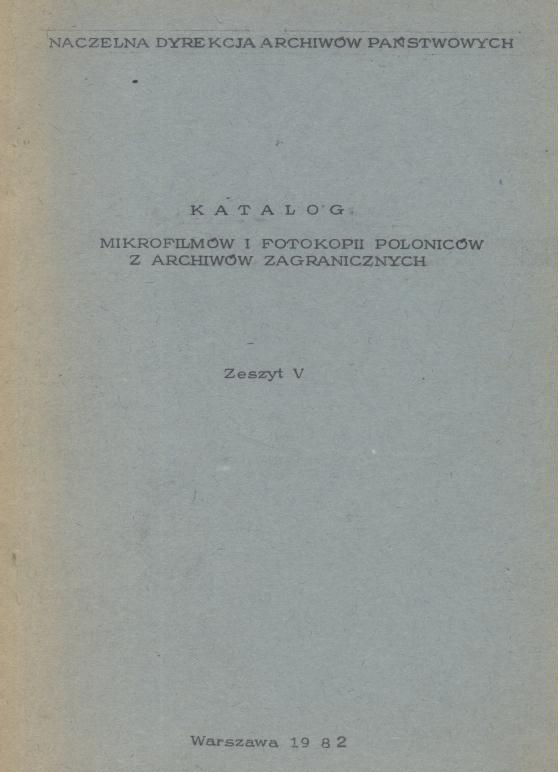 NACZELNA DYREKCJA ARCHIWÓW PAŃSTWOWYCH
KATALOG
MIKROFILMÓW I FOTOKOPII POLONICÓW
Z ARCHIWÓW ZAGRANICZNYCH
Zeszyt V
Warszawa 1982